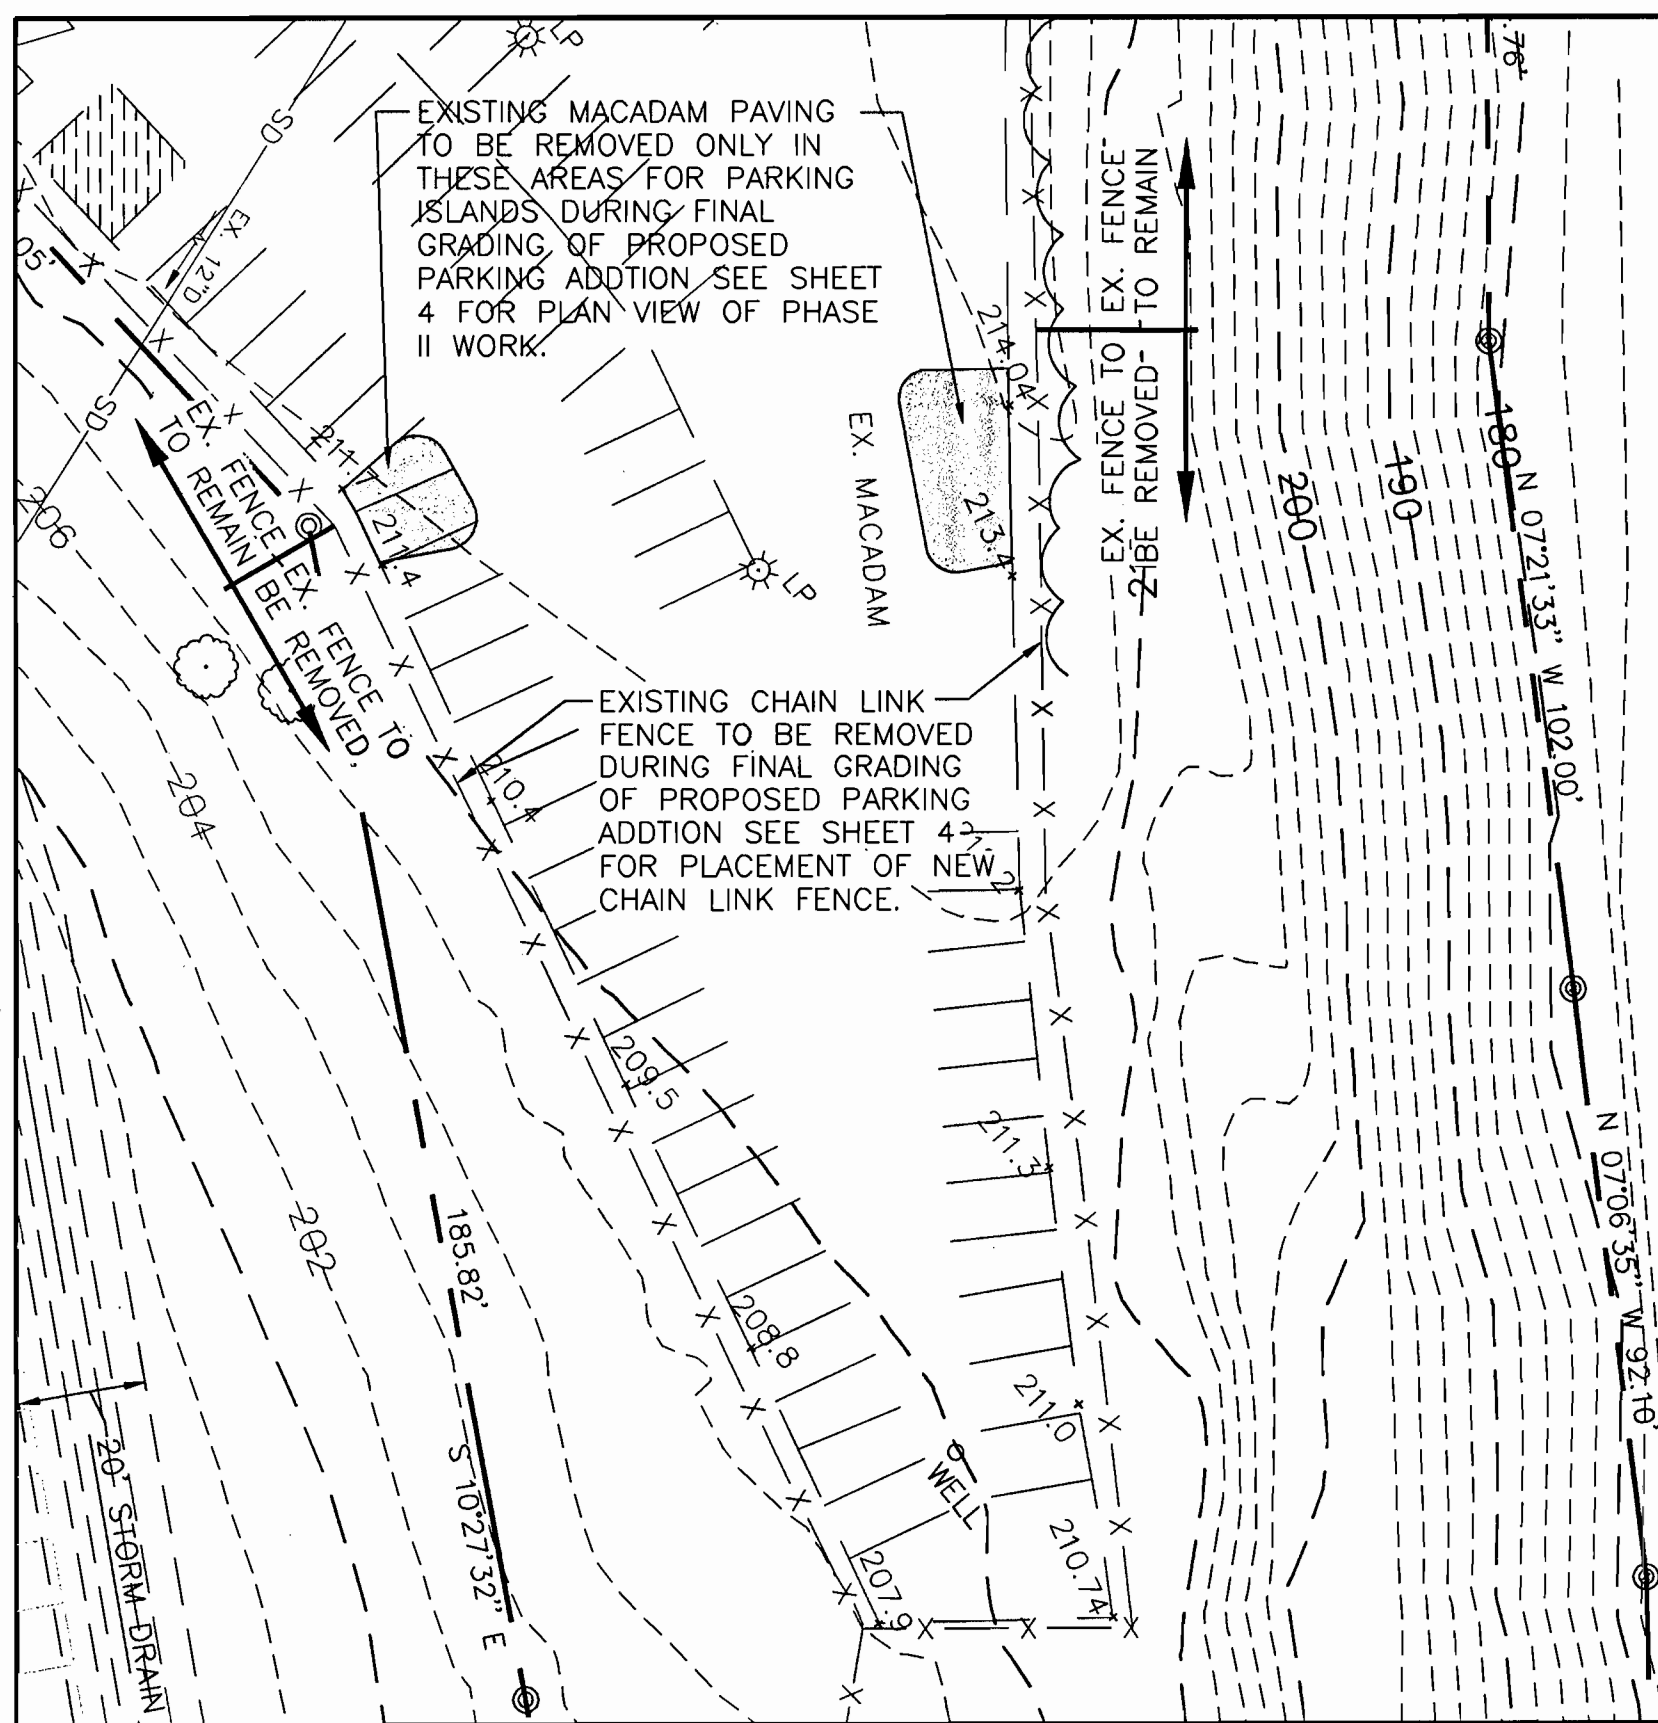 LP
.76'
SD
EXISTING MACADAM PAVING
TO BE REMOVED ONLY IN
THESE AREAS FOR PARKING
ISLANDS DURING FINAL
GRADING OF PROPOSED
PARKING ADDTION SEE SHEET
4 FOR PLAN VIEW OF PHASE
II WORK.
EX. FENCE
TO REMAIN
EX. FENCE TO
BE REMOVED
EX.
12"D
05'
214.04
SD
EX. FENCE
TO REMAIN
211.7
211.4
EX. MACADAM
213.4
206
200
190
180
N 07°21'33" W 102.00'
LP
EX. FENCE TO
BE REMOVED.
EXISTING CHAIN LINK
FENCE TO BE REMOVED
DURING FINAL GRADING
OF PROPOSED PARKING
ADDTION SEE SHEET 4
FOR PLACEMENT OF NEW
CHAIN LINK FENCE.
210.4
204
209.5
211.3
N 07°06'35" W 92.10'
202
185.82'
208.8
211.0
WELL
S 10°27'32" E
20' STORM DRAIN
210.74
207.9